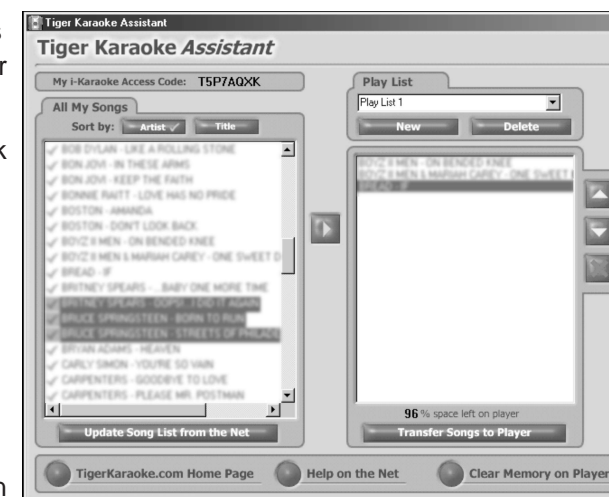 Tiger Karaoke Assistant
Tiger Karaoke Assistant
My i-Karaoke Access Code: T5P7AQXK
All My Songs
Sort by: Artist Title
BOB DYLAN - LIKE A ROLLING STONE
BON JOVI - IN THESE ARMS
BON JOVI - KEEP THE FAITH
BONNIE RAITT - LOVE HAS NO PRIDE
BOSTON - AMANDA
BOSTON - DON'T LOOK BACK
BOYZ II MEN - ON BENDED KNEE
BOYZ II MEN & MARIAH CAREY - ONE SWEET D
BREAD - IF
BRITNEY SPEARS - ...BABY ONE MORE TIME
BRITNEY SPEARS - OOPS!...I DID IT AGAIN
BRUCE SPRINGSTEEN - BORN TO RUN
BRUCE SPRINGSTEEN - STREETS OF PHILADE
BRYAN ADAMS - HEAVEN
CARLY SIMON - YOU'RE SO VAIN
CARPENTERS - GOODBYE TO LOVE
CARPENTERS - PLEASE MR. POSTMAN
Update Song List from the Net
Play List
Play List 1
New Delete
BOYZ II MEN - ON BENDED KNEE
BOYZ II MEN & MARIAH CAREY - ONE SWEET
BREAD - IF
96 % space left on player
Transfer Songs to Player
TigerKaraoke.com Home Page Help on the Net Clear Memory on Player